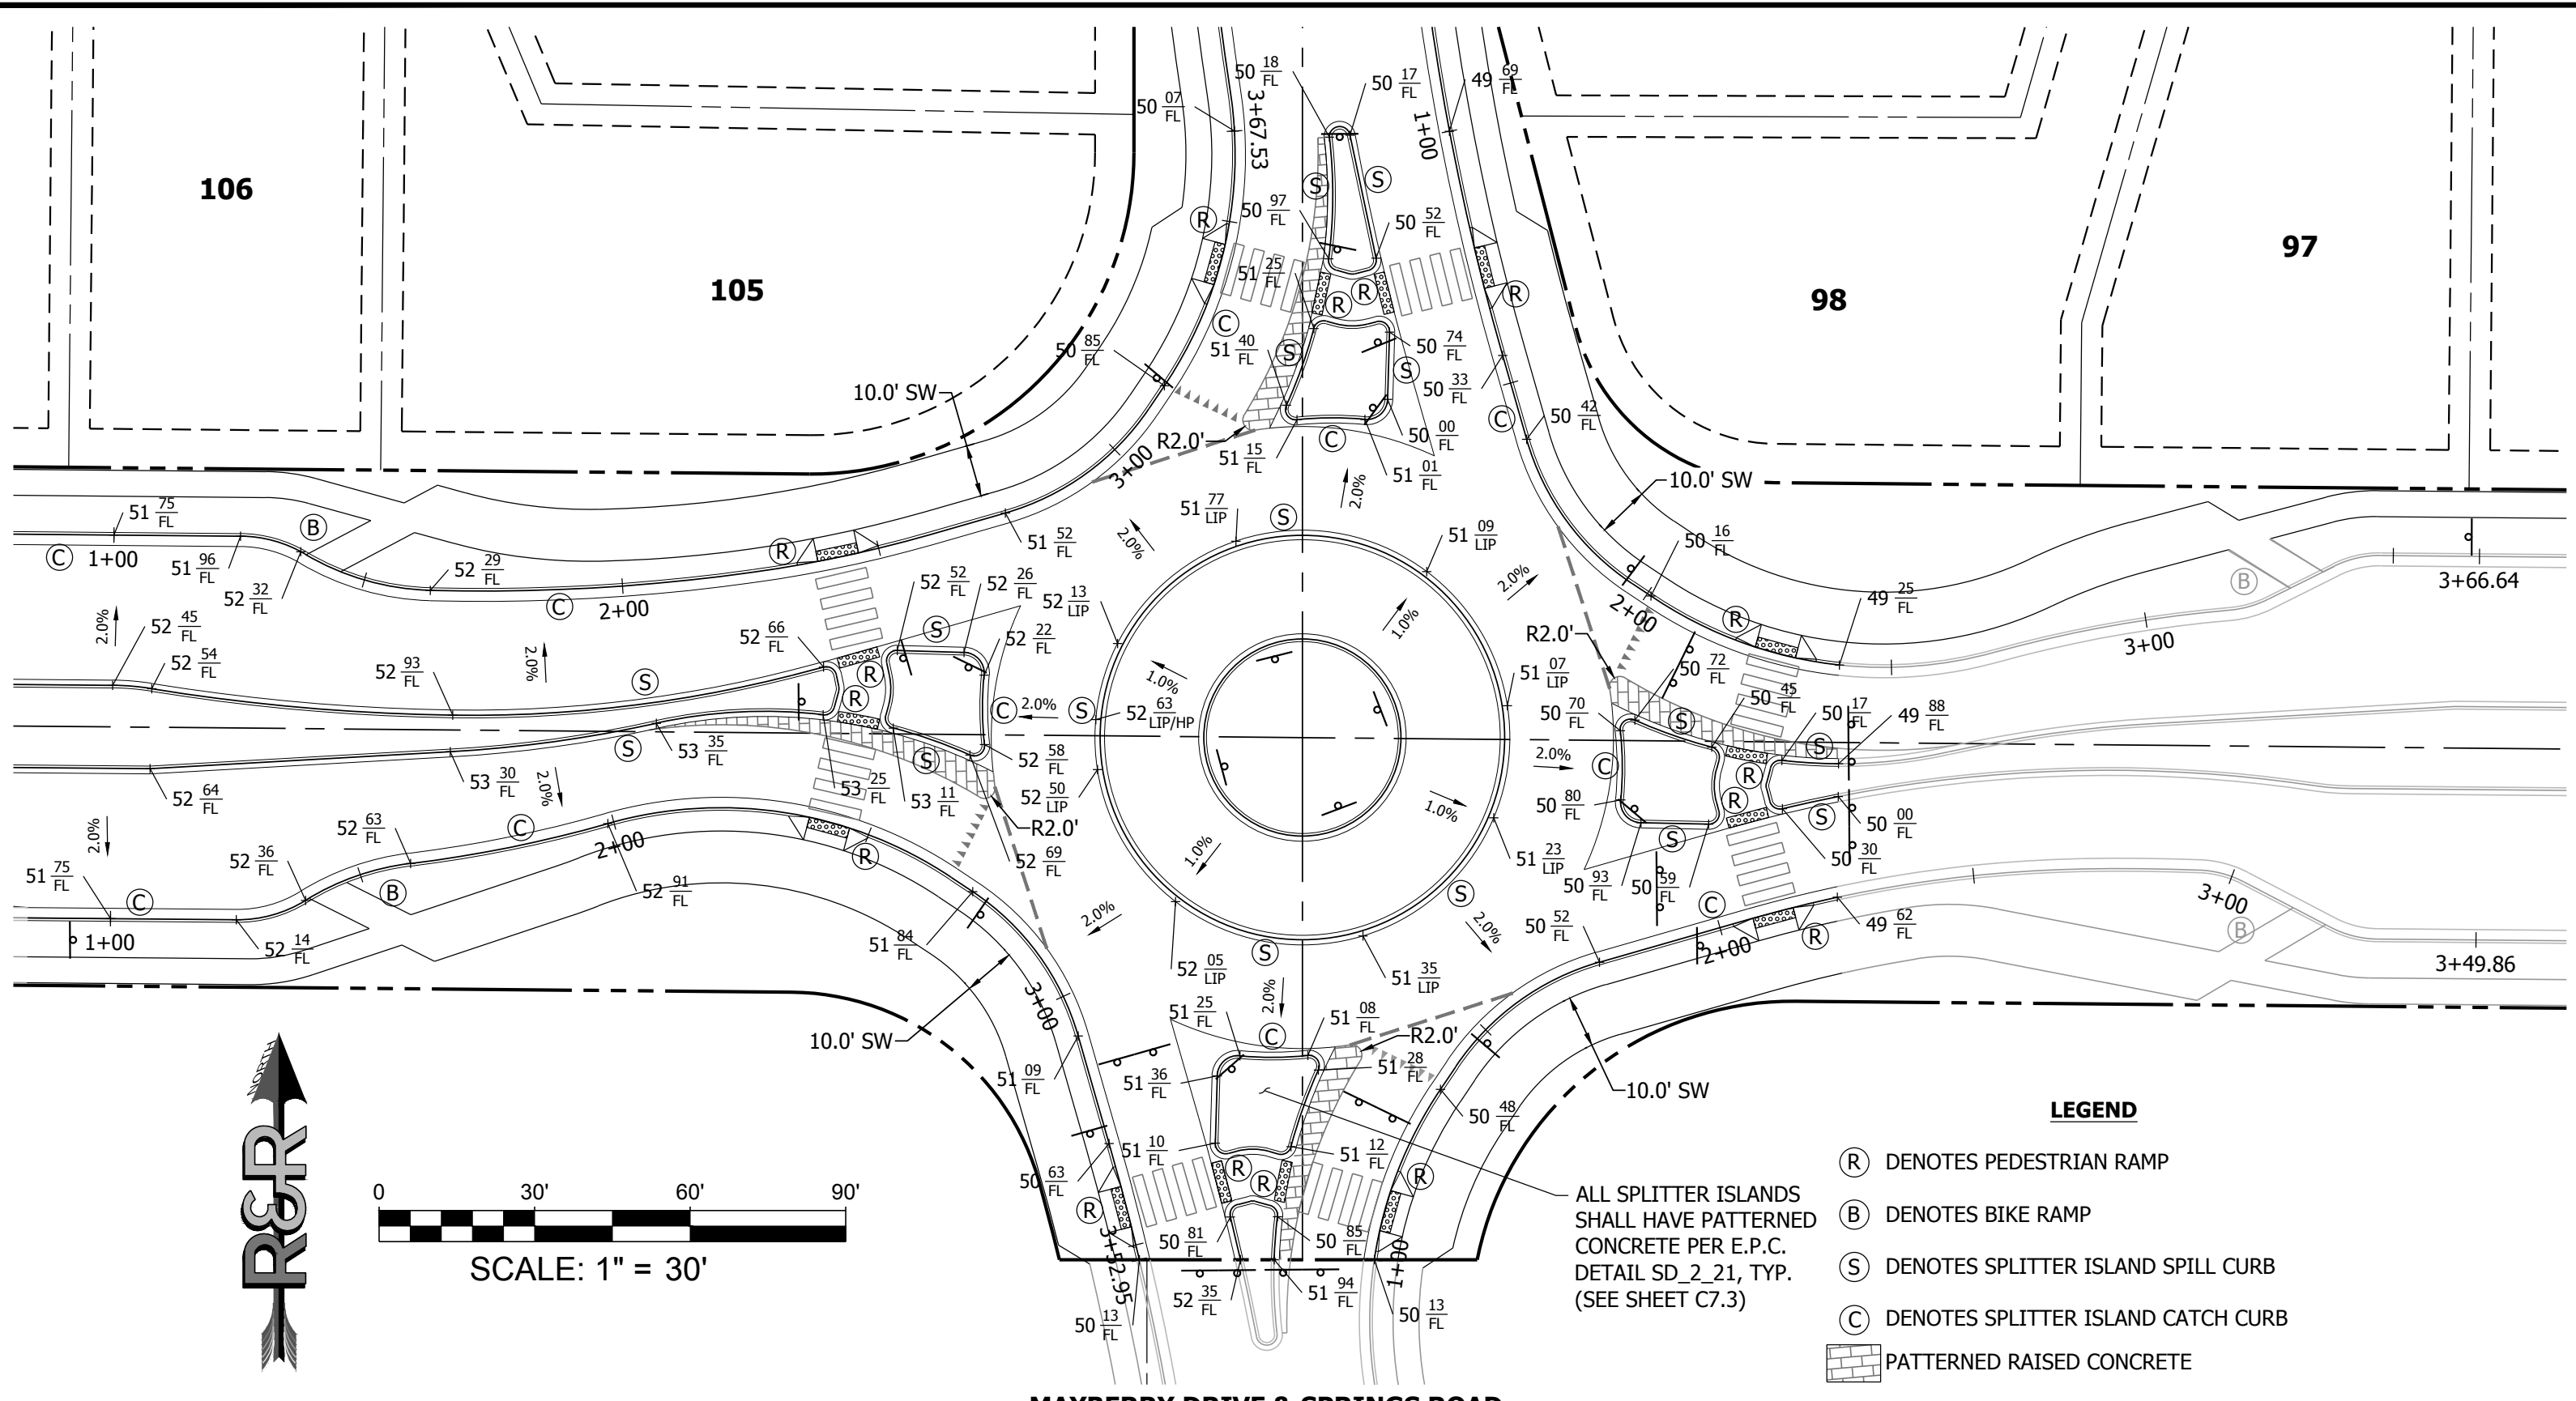 50 18 FL
50 17 FL
49 69 FL
50 07 FL
3+67.53
1+00
106
105
98
97
50 97 FL
50 52 FL
51 25 FL
R
S
S
R
R
R
C
S
S
C
C
50 85 FL
51 40 FL
50 74 FL
50 33 FL
50 42 FL
10.0' SW
R2.0'
51 15 FL
50 00 FL
51 01 FL
3+00
10.0' SW
2.0%
51 75 FL
B
C
1+00
51 96 FL
52 32 FL
52 29 FL
R
C
2+00
51 52 FL
51 77 LIP
S
51 09 LIP
2.0%
2.0%
50 16 FL
2+00
R
49 25 FL
B
3+66.64
3+00
2.0%
52 45 FL
52 54 FL
52 93 FL
2.0%
S
52 66 FL
52 52 FL
52 26 FL
52 13 LIP
S
52 22 FL
R
R
C
2.0%
S
52 63 LIP/HP
1.0%
1.0%
R2.0'
51 07 LIP
50 72 FL
50 45 FL
50 17 FL
49 88 FL
50 70 FL
S
S
2.0%
C
R
R
52 64 FL
53 30 FL
S
53 35 FL
2.0%
53 25 FL
53 11 FL
S
52 58 FL
52 50 LIP
R2.0'
52 69 FL
1.0%
1.0%
50 80 FL
S
S
50 00 FL
50 30 FL
2.0%
52 63 FL
C
2+00
R
52 36 FL
51 75 FL
C
B
52 91 FL
1+00
52 14 FL
51 84 FL
2.0%
51 23 LIP
S
50 93 FL
50 59 FL
C
50 52 FL
2.0%
2+00
R
49 62 FL
3+00
B
3+49.86
S
52 05 LIP
51 35 LIP
3+00
10.0' SW
51 25 FL
2.0%
C
51 08 FL
R2.0'
51 09 FL
51 36 FL
51 28 FL
10.0' SW
50 48 FL
51 10 FL
51 12 FL
50 63 FL
R
R
R
R
3+52.95
50 81 FL
50 85 FL
1+00
52 35 FL
51 94 FL
50 13 FL
50 13 FL
NORTH
R&R
0 30' 60' 90'
SCALE: 1" = 30'
ALL SPLITTER ISLANDS
SHALL HAVE PATTERNED
CONCRETE PER E.P.C.
DETAIL SD_2_21, TYP.
(SEE SHEET C7.3)
LEGEND
R DENOTES PEDESTRIAN RAMP
B DENOTES BIKE RAMP
S DENOTES SPLITTER ISLAND SPILL CURB
C DENOTES SPLITTER ISLAND CATCH CURB
PATTERNED RAISED CONCRETE
MAYBERRY DRIVE & SPRINGS ROAD